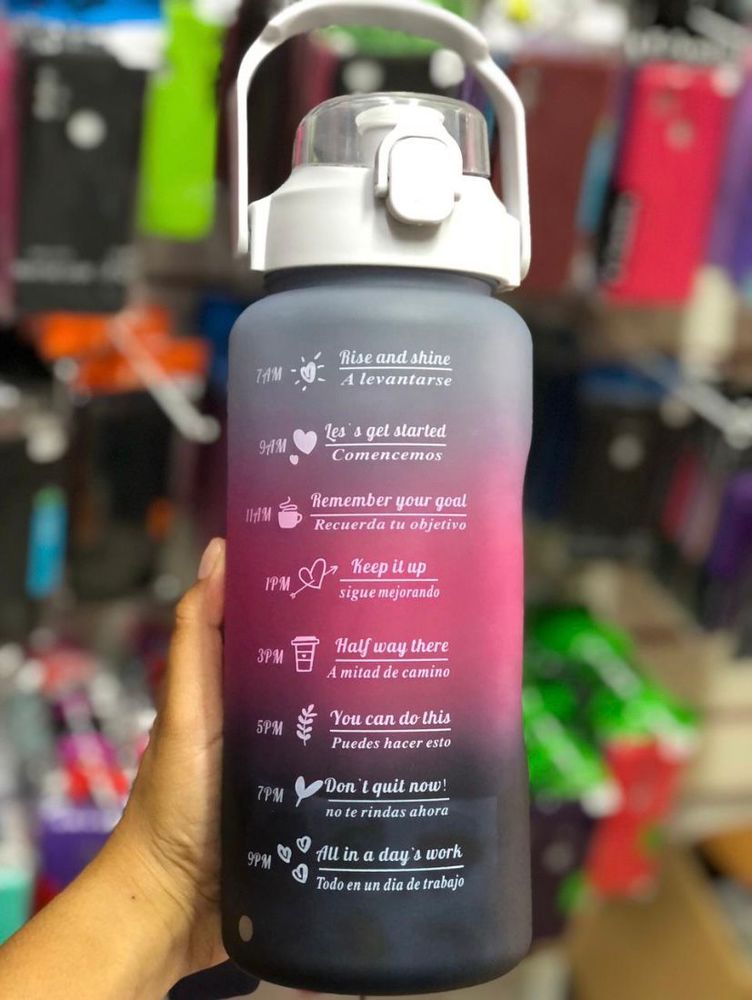 7AM Rise and shine
A levantarse
9AM Les`s get started
Comencemos
11AM Remember your goal
Recuerda tu objetivo
1PM Keep it up
sigue mejorando
3PM Half way there
A mitad de camino
5PM You can do this
Puedes hacer esto
7PM Don`t quit now!
no te rindas ahora
9PM All in a day`s work
Todo en un dia de trabajo